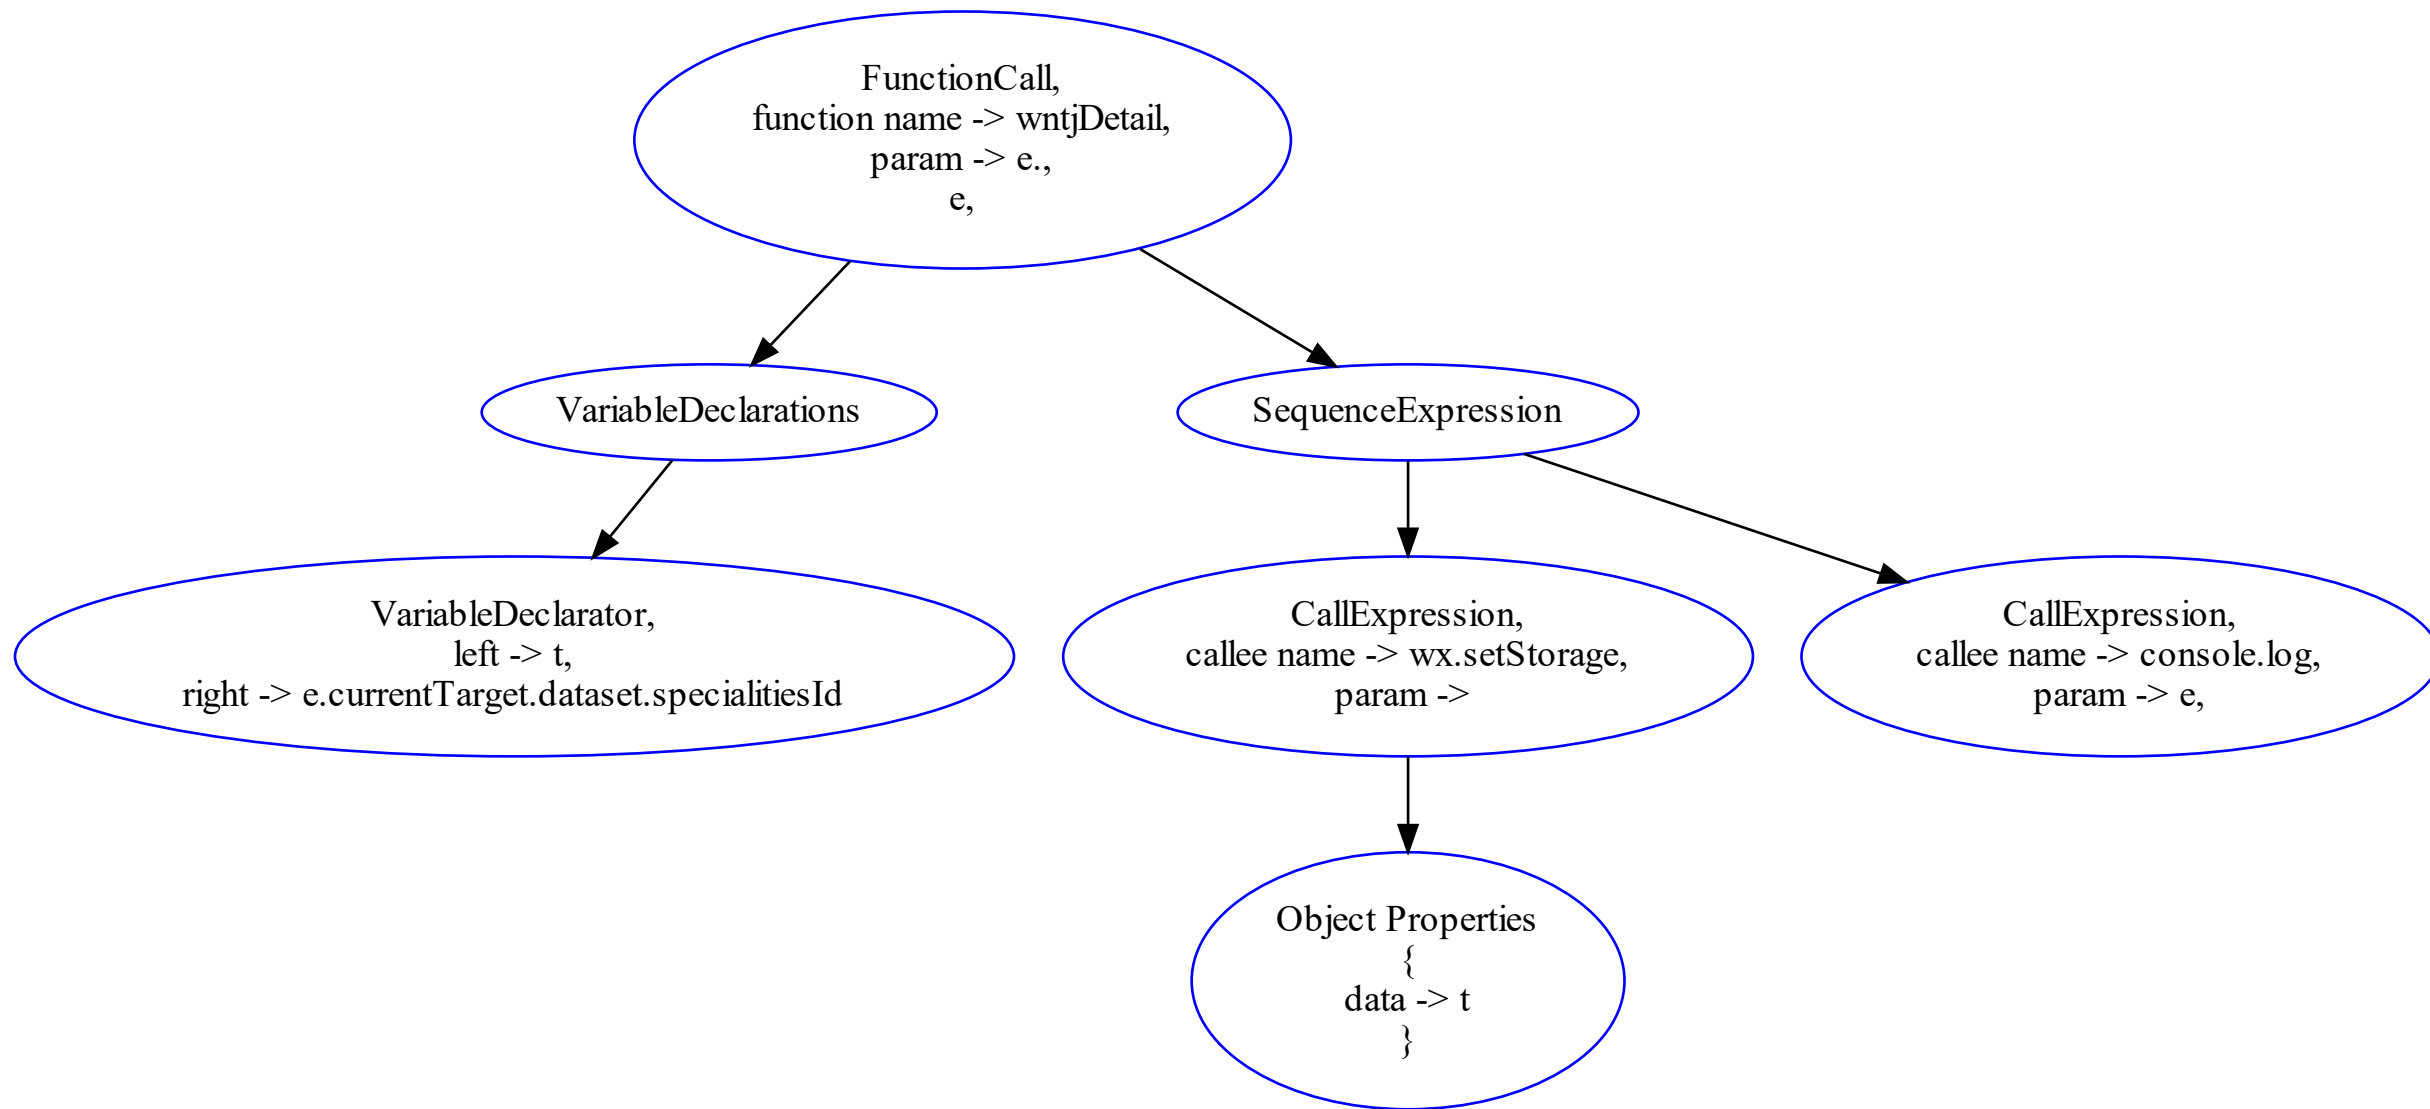 FunctionCall,
function name -> wntjDetail,
param -> e.,
e,
VariableDeclarations
SequenceExpression
VariableDeclarator,
left -> t,
right -> e.currentTarget.dataset.specialitiesId
CallExpression,
callee name -> wx.setStorage,
param ->
CallExpression,
callee name -> console.log,
param -> e,
Object Properties
{
data -> t
}